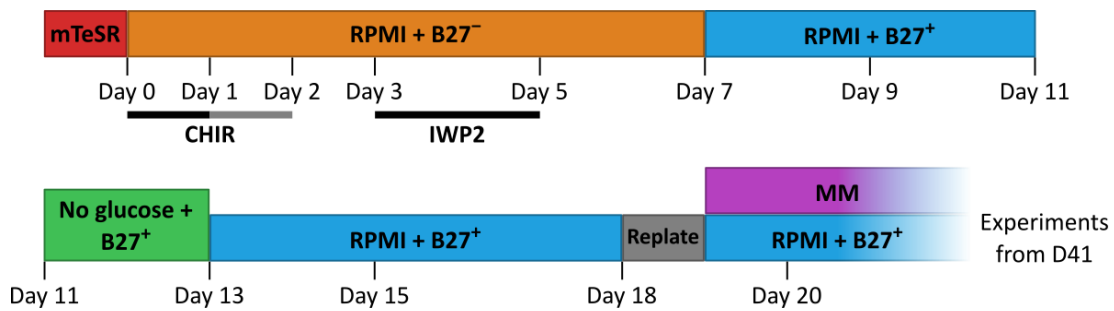 mTeSR
RPMI + B27⁻
RPMI + B27⁺
Day 0
Day 1
Day 2
Day 3
Day 5
Day 7
Day 9
Day 11
CHIR
IWP2
No glucose +
B27⁺
RPMI + B27⁺
Replate
MM
RPMI + B27⁺
Experiments
from D41
Day 11
Day 13
Day 15
Day 18
Day 20